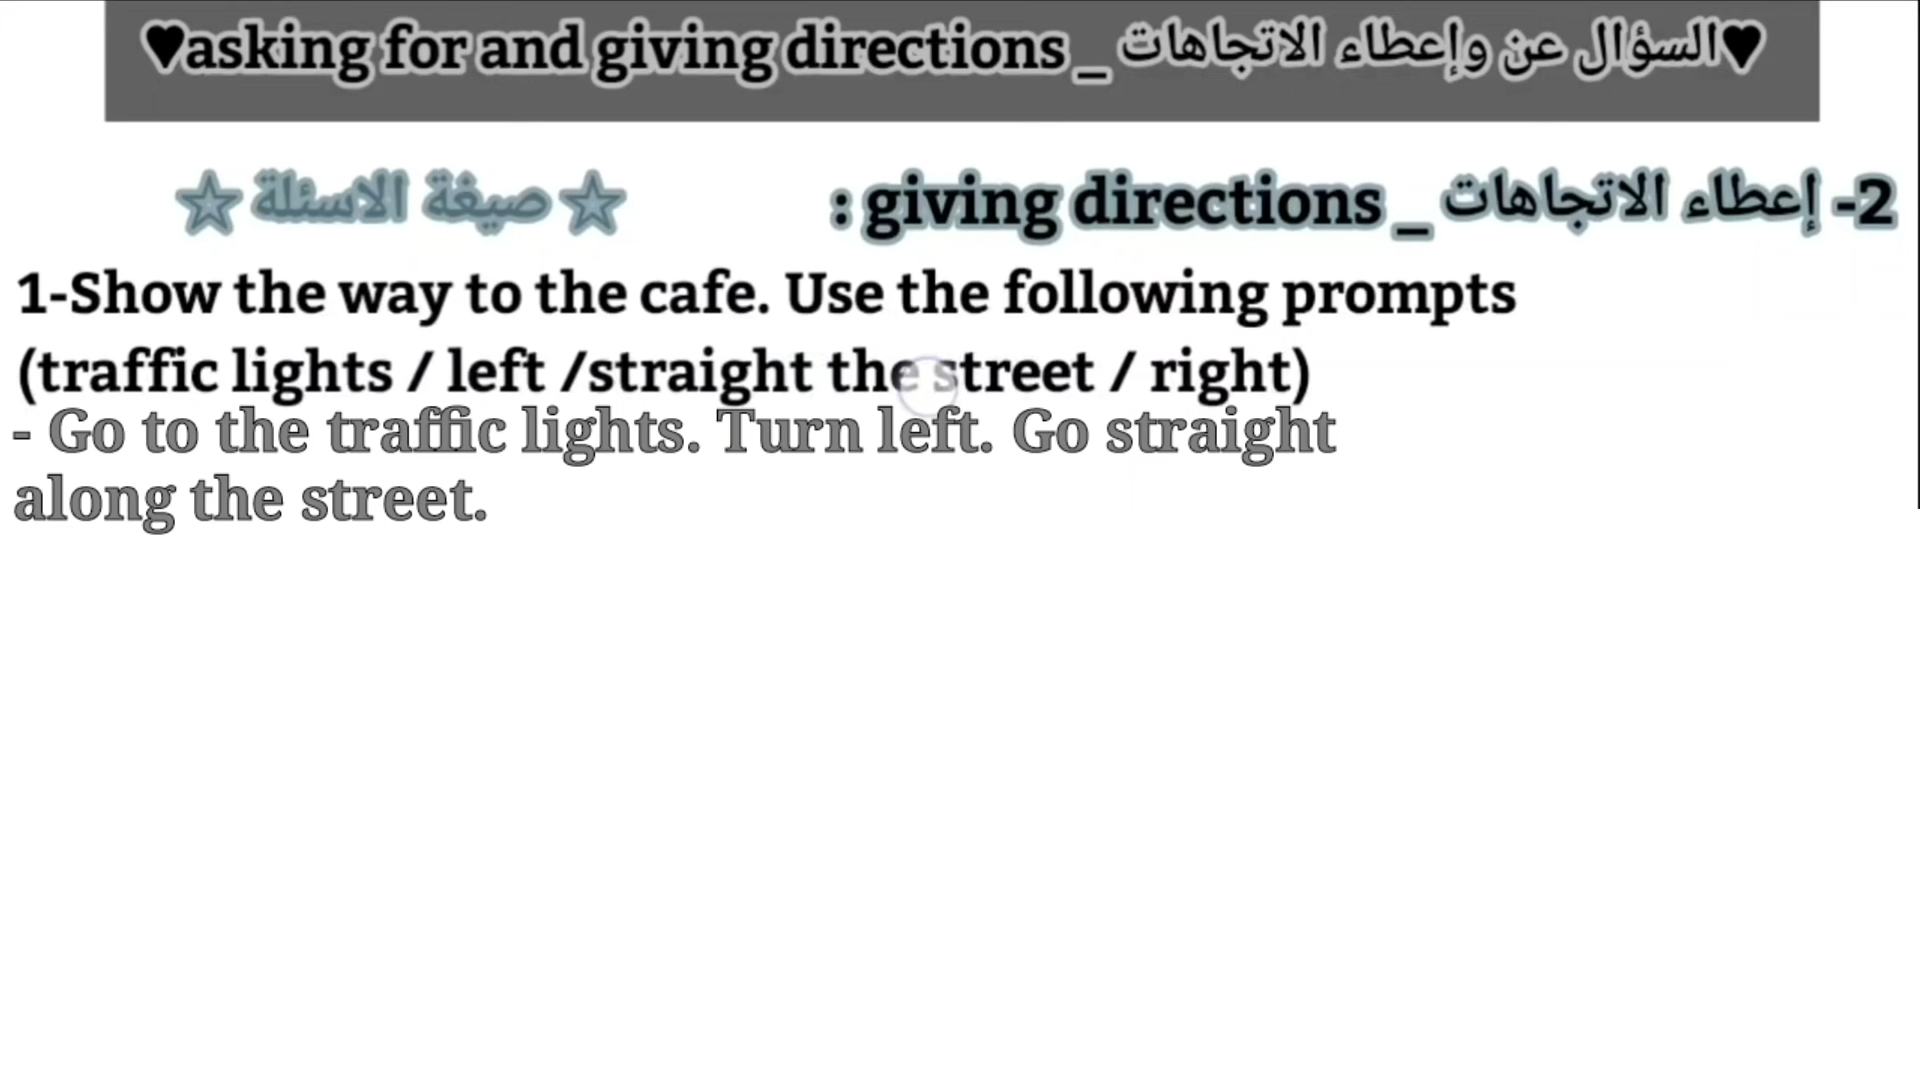 ♥asking for and giving directions _ السؤال عن وإعطاء الاتجاهات♥
2- إعطاء الاتجاهات _ giving directions :
☆ صيغة الاسئلة ☆
1-Show the way to the cafe. Use the following prompts
(traffic lights / left /straight the street / right)
- Go to the traffic lights. Turn left. Go straight
along the street.